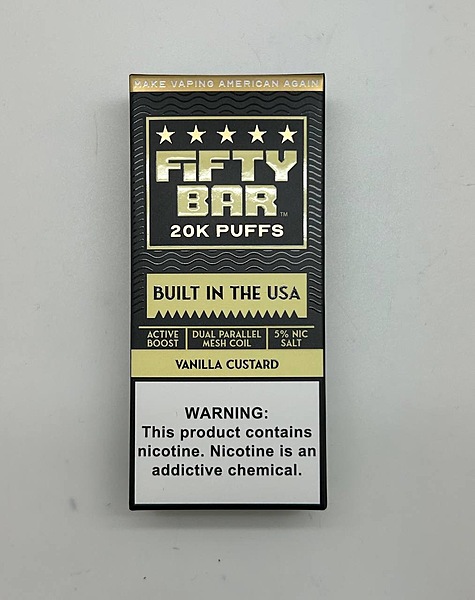 MAKE VAPING AMERICAN AGAIN
FIFTY
BAR™
20K PUFFS
BUILT IN THE USA
ACTIVE BOOST
DUAL PARALLEL MESH COIL
5% NIC SALT
VANILLA CUSTARD
WARNING:
This product contains
nicotine. Nicotine is an
addictive chemical.